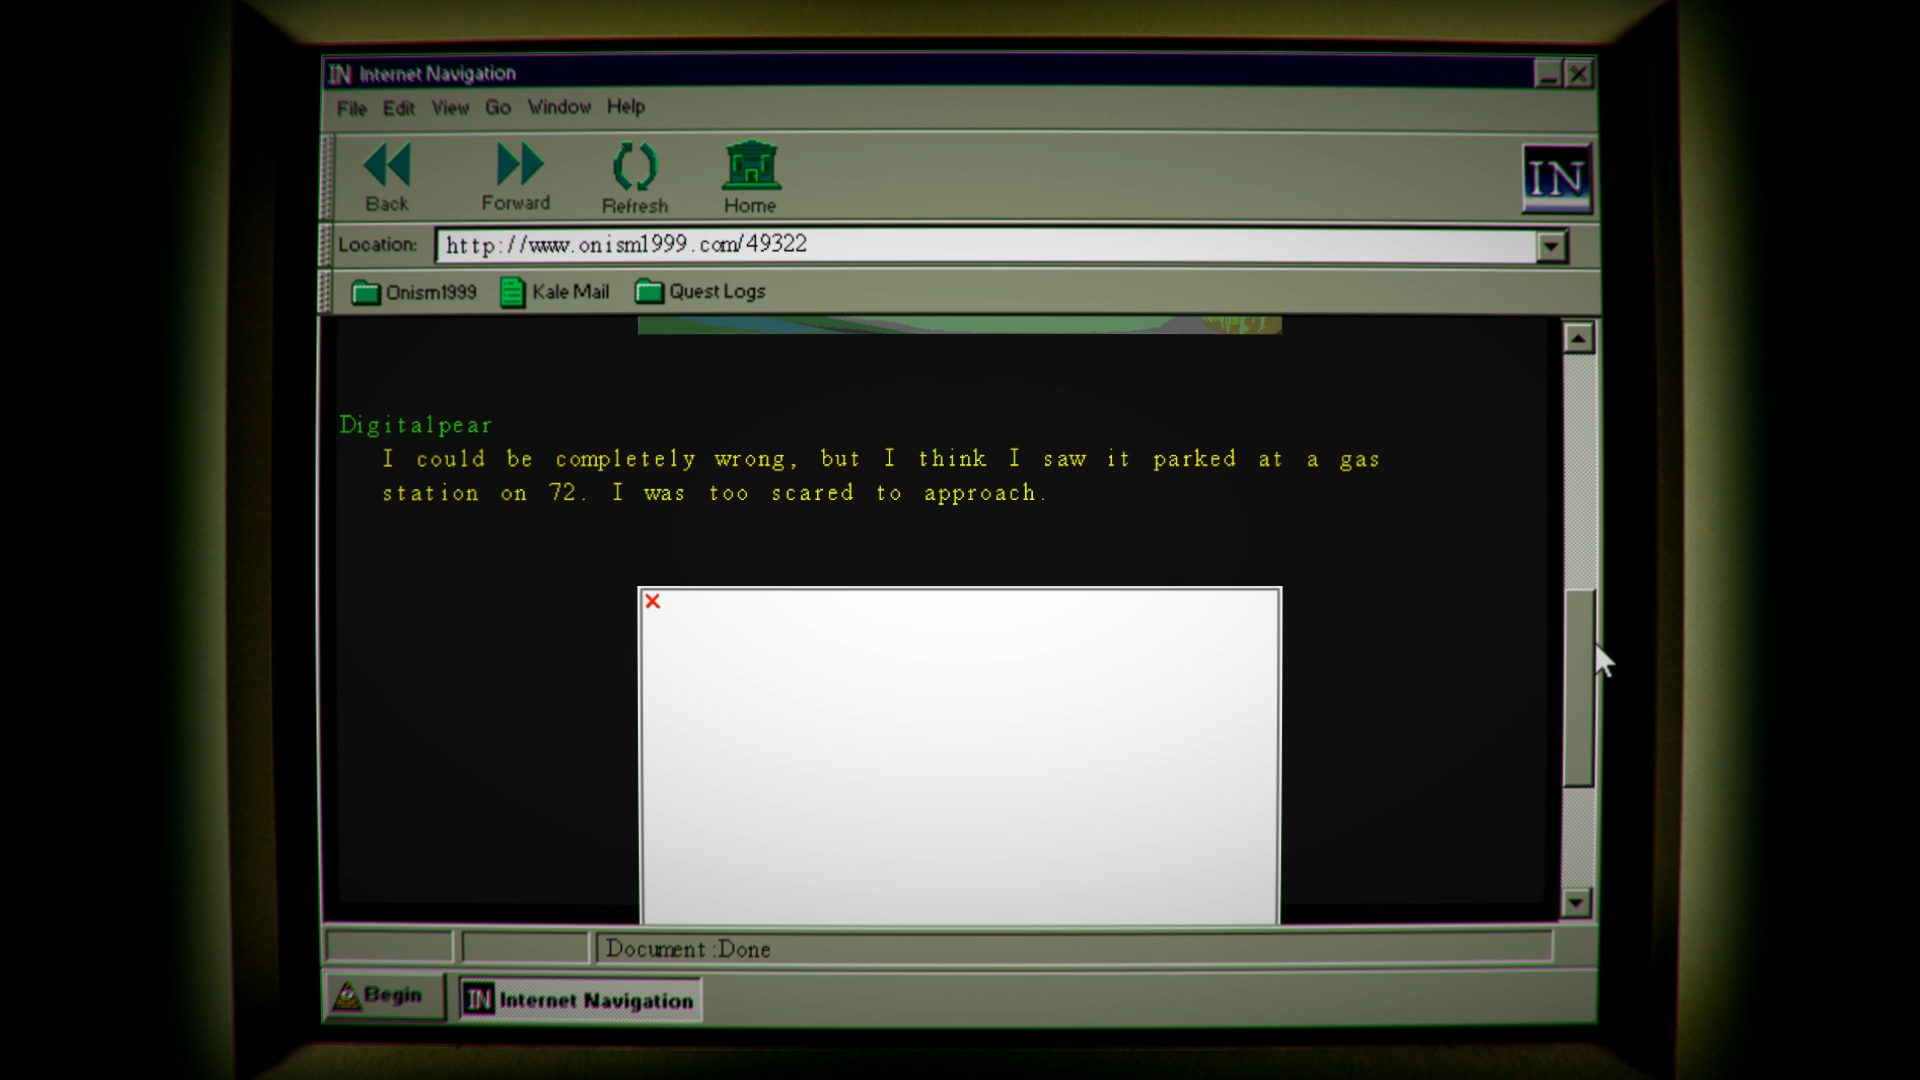 IN Internet Navigation
File Edit View Go Window Help
Back Forward Refresh Home
IN
Location: http://www.onism1999.com/49322
Onism1999 Kale Mail Quest Logs
Digitalpear
I could be completely wrong, but I think I saw it parked at a gas
station on 72. I was too scared to approach.
Document :Done
Begin IN Internet Navigation